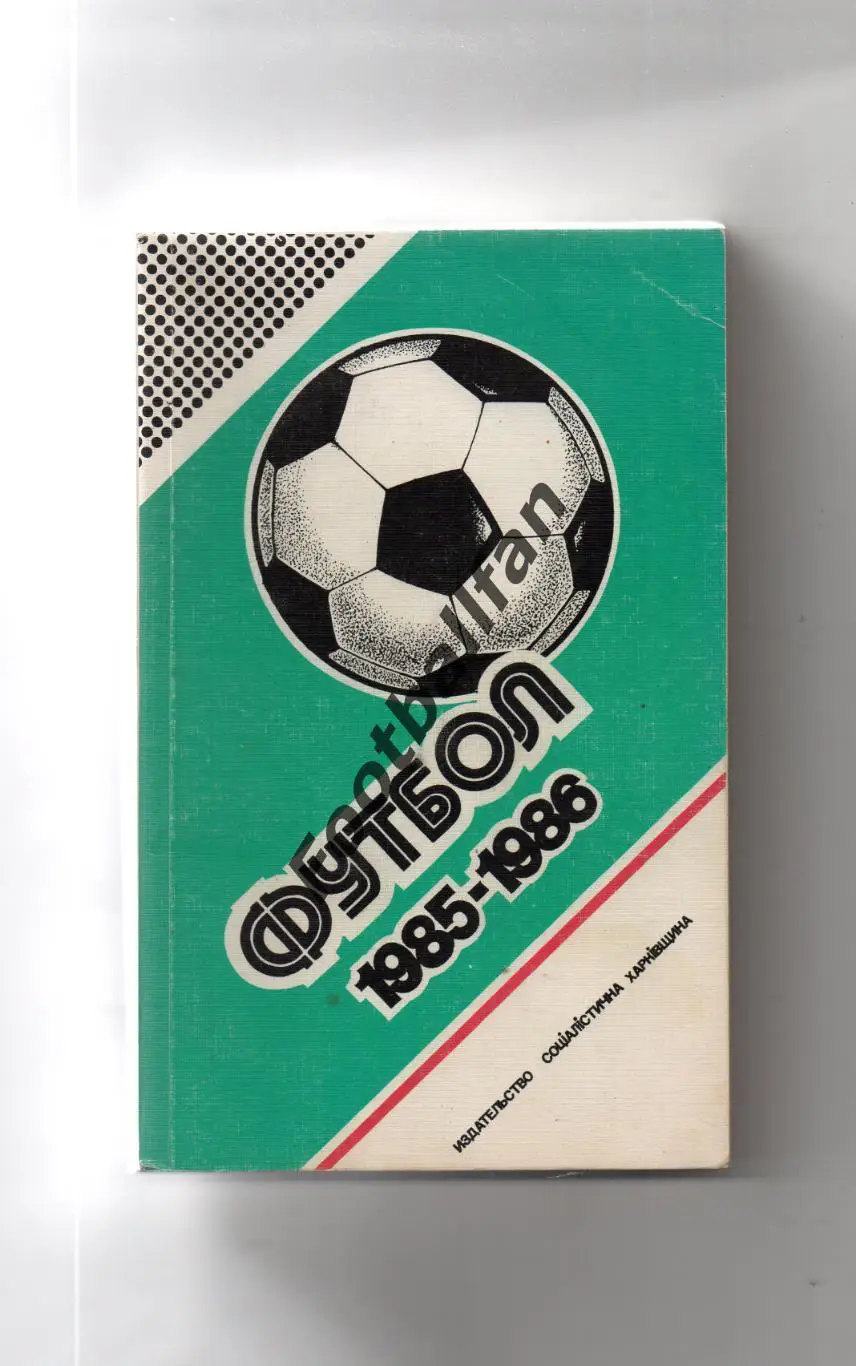 ФУТБОЛ
1985-1986
ИЗДАТЕЛЬСТВО СОЦІАЛІСТИЧНА ХАРКІВЩИНА
Footballfan